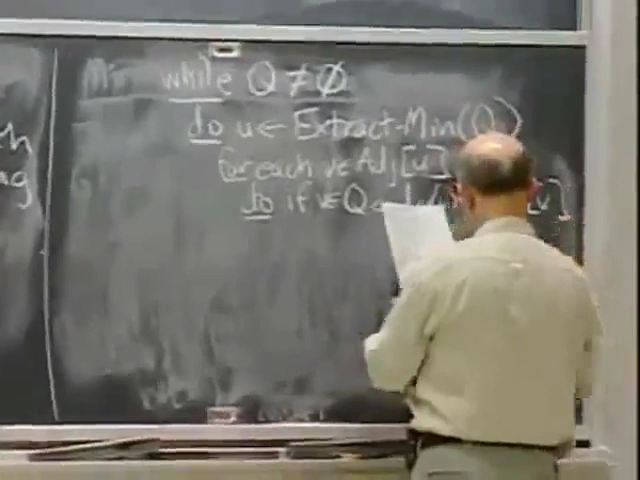 while Q ≠ Ø
do u ← Extract-Min(Q)
for each v ∈ Adj[u]
do if v ∈ Q v]